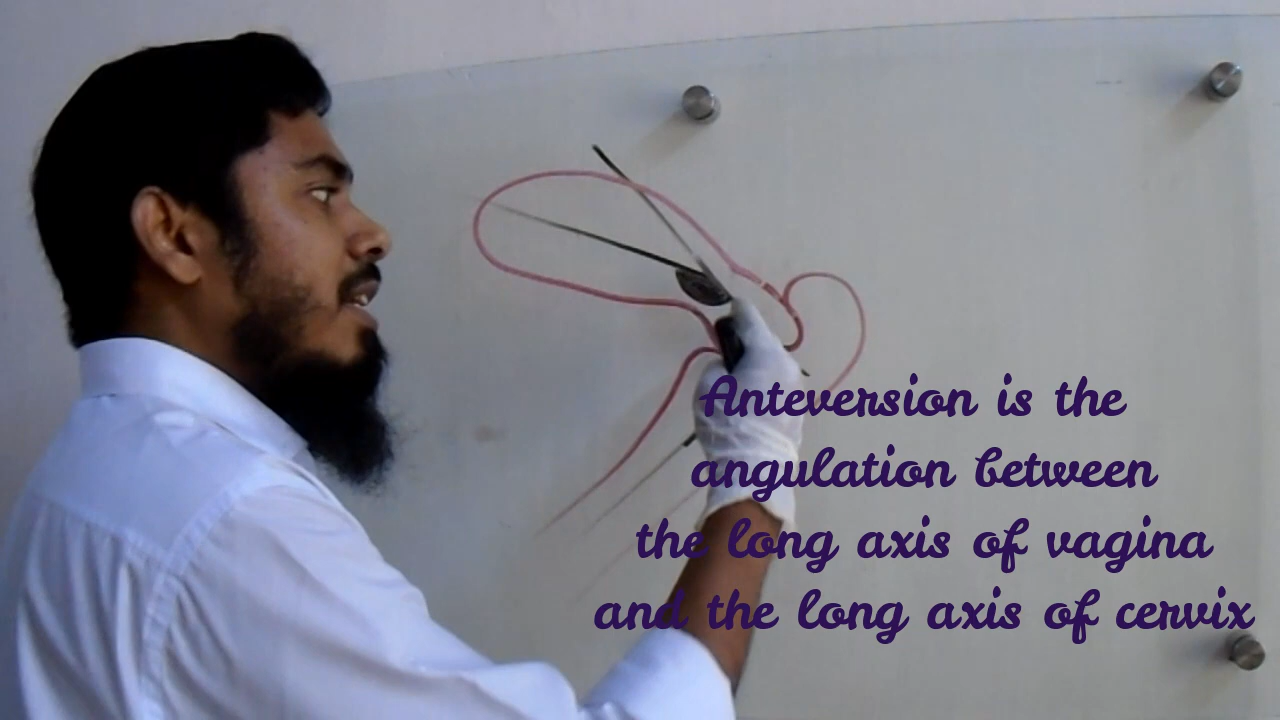 Anteversion is the
angulation between
the long axis of vagina
and the long axis of cervix